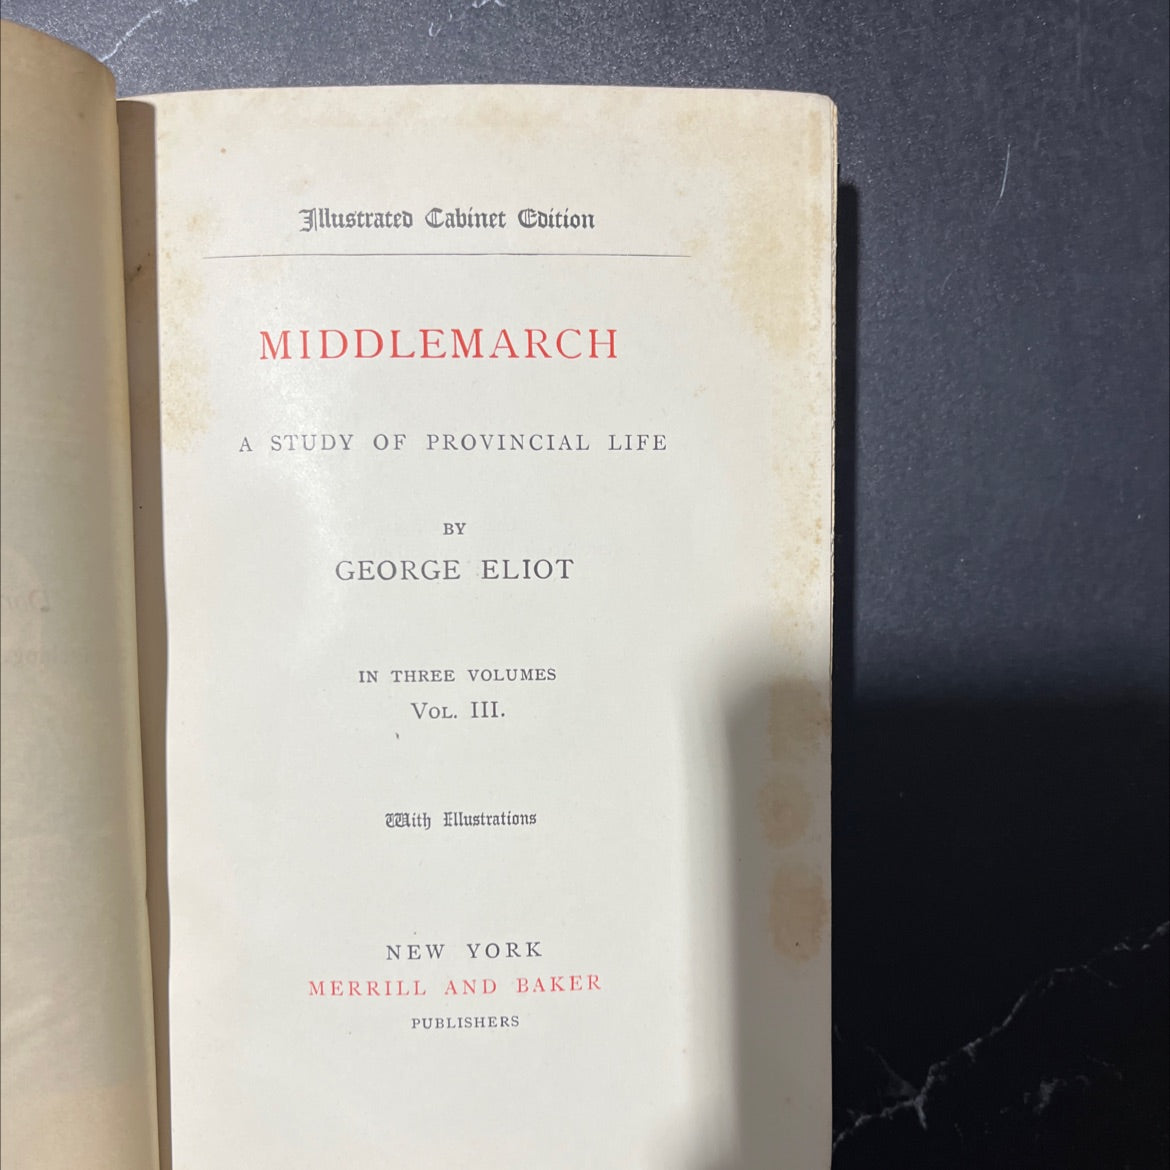 Illustrated Cabinet Edition
MIDDLEMARCH
A STUDY OF PROVINCIAL LIFE
BY
GEORGE ELIOT
IN THREE VOLUMES
VOL. III.
With Illustrations
NEW YORK
MERRILL AND BAKER
PUBLISHERS